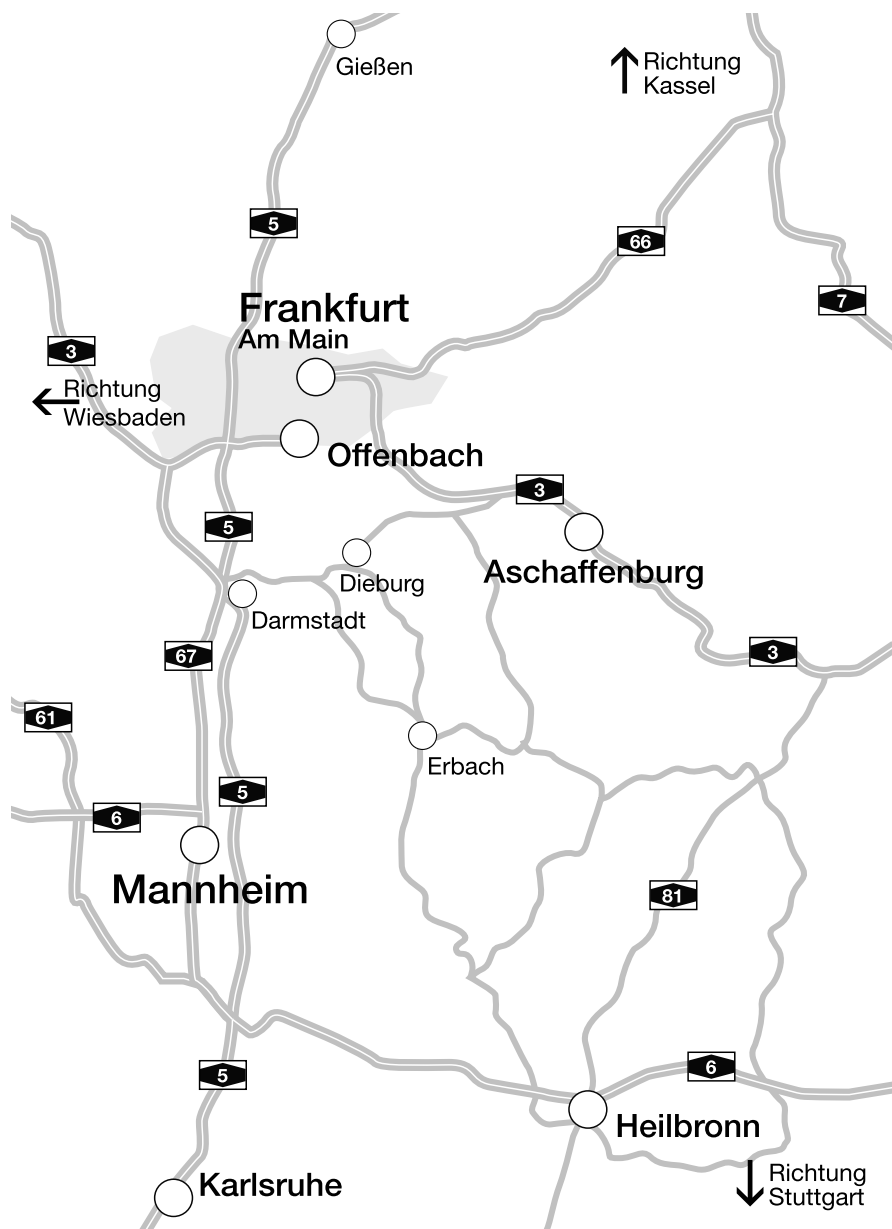 Gießen
Richtung
Kassel
5
66
7
Frankfurt
Am Main
3
Richtung
Wiesbaden
Offenbach
3
5
Dieburg
Aschaffenburg
Darmstadt
67
3
61
Erbach
5
6
Mannheim
81
6
5
Heilbronn
Richtung
Stuttgart
Karlsruhe